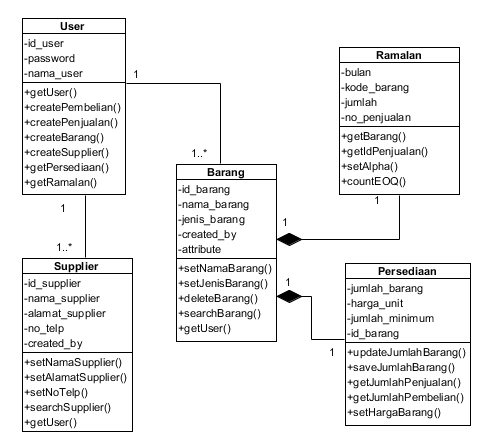 User
-id_user
-password
-nama_user
+getUser()
+createPembelian()
+createPenjualan()
+createBarang()
+createSupplier()
+getPersediaan()
+getRamalan()
1
1..*
1
1..*
Supplier
-id_supplier
-nama_supplier
-alamat_supplier
-no_telp
-created_by
+setNamaSupplier()
+setAlamatSupplier()
+setNoTelp()
+searchSupplier()
+getUser()
Barang
-id_barang
-nama_barang
-jenis_barang
-created_by
-attribute
+setNamaBarang()
+setJenisBarang()
+deleteBarang()
+searchBarang()
+getUser()
1
1
1
1
Ramalan
-bulan
-kode_barang
-jumlah
-no_penjualan
+getBarang()
+getIdPenjualan()
+setAlpha()
+countEOQ()
Persediaan
-jumlah_barang
-harga_unit
-jumlah_minimum
-id_barang
+updateJumlahBarang()
+saveJumlahBarang()
+getJumlahPenjualan()
+getJumlahPembelian()
+setHargaBarang()